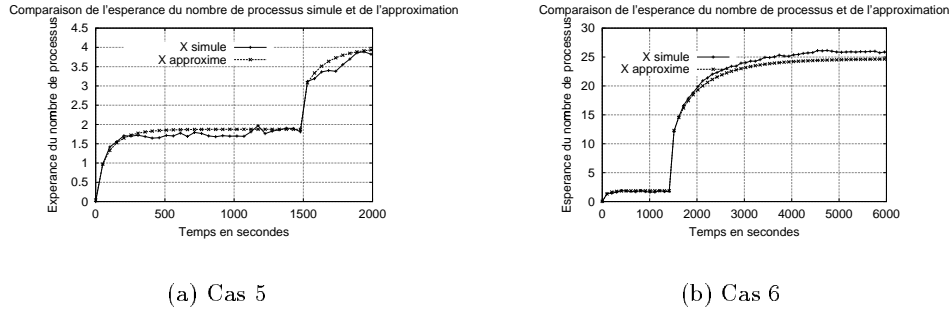 Comparaison de l'esperance du nombre de processus simule et de l'approximation
Experance du nombre de processus
4.5
4
3.5
3
2.5
2
1.5
1
0.5
0
X simule
X approxime
0 500 1000 1500 2000
Temps en secondes
(a) Cas 5
Comparaison de l'esperance du nombre de processus et de l'approximation
Esperance du nombre de processus
30
25
20
15
10
5
0
X simule
X approxime
0 1000 2000 3000 4000 5000 6000
Temps en secondes
(b) Cas 6